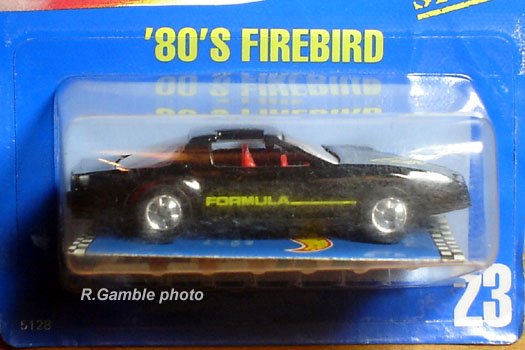 '80'S FIREBIRD
FORMULA
R.Gamble photo
5128
23